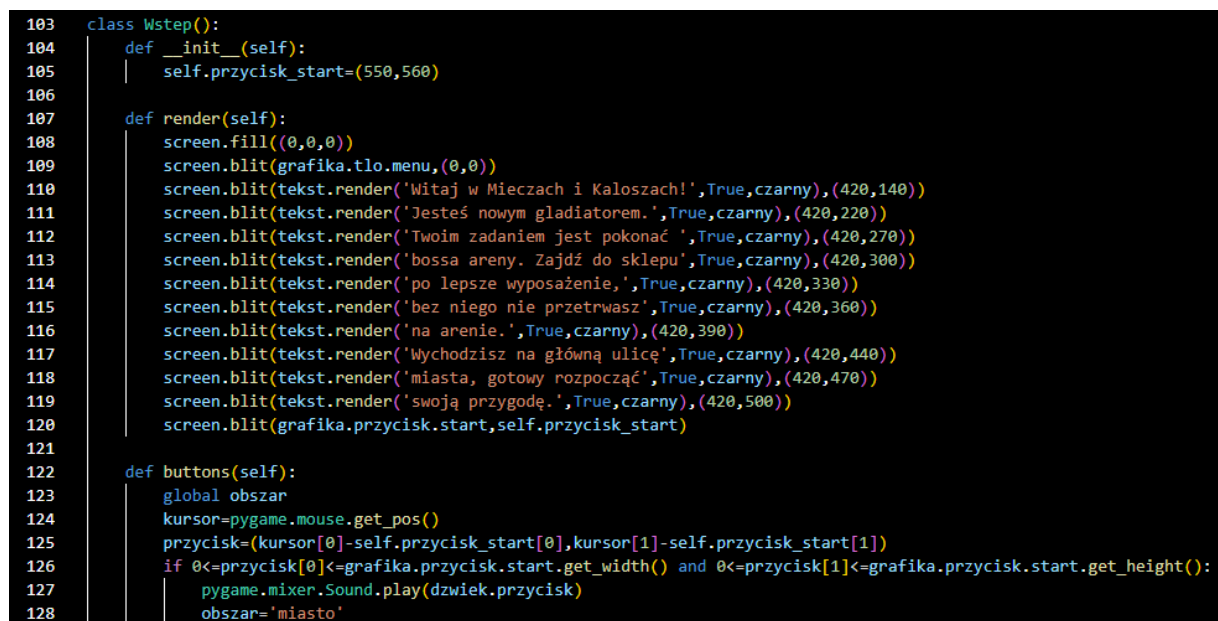 103 class Wstep():
104     def __init__(self):
105         self.przycisk_start=(550,560)
106
107     def render(self):
108         screen.fill((0,0,0))
109         screen.blit(grafika.tlo.menu,(0,0))
110         screen.blit(tekst.render('Witaj w Mieczach i Kaloszach!',True,czarny),(420,140))
111         screen.blit(tekst.render('Jesteś nowym gladiatorem.',True,czarny),(420,220))
112         screen.blit(tekst.render('Twoim zadaniem jest pokonać ',True,czarny),(420,270))
113         screen.blit(tekst.render('bossa areny. Zajdź do sklepu',True,czarny),(420,300))
114         screen.blit(tekst.render('po lepsze wyposażenie,',True,czarny),(420,330))
115         screen.blit(tekst.render('bez niego nie przetrwasz',True,czarny),(420,360))
116         screen.blit(tekst.render('na arenie.',True,czarny),(420,390))
117         screen.blit(tekst.render('Wychodzisz na główną ulicę',True,czarny),(420,440))
118         screen.blit(tekst.render('miasta, gotowy rozpocząć',True,czarny),(420,470))
119         screen.blit(tekst.render('swoją przygodę.',True,czarny),(420,500))
120         screen.blit(grafika.przycisk.start,self.przycisk_start)
121
122     def buttons(self):
123         global obszar
124         kursor=pygame.mouse.get_pos()
125         przycisk=(kursor[0]-self.przycisk_start[0],kursor[1]-self.przycisk_start[1])
126         if 0<=przycisk[0]<=grafika.przycisk.start.get_width() and 0<=przycisk[1]<=grafika.przycisk.start.get_height():
127             pygame.mixer.Sound.play(dzwiek.przycisk)
128             obszar='miasto'